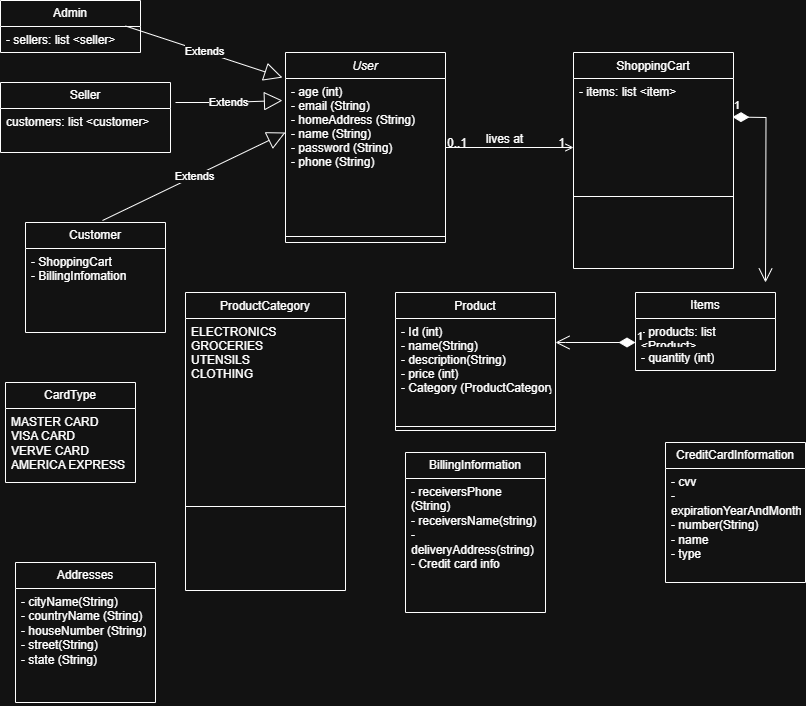 Admin
- sellers: list <seller>
Extends
Seller
customers: list <customer>
Extends
Extends
Customer
- ShoppingCart
- BillingInfomation
User
- age (int)
- email (String)
- homeAddress (String)
- name (String)
- password (String)
- phone (String)
0..1
lives at
1
ShoppingCart
- items: list <item>
1
ProductCategory
ELECTRONICS
GROCERIES
UTENSILS
CLOTHING
Product
- Id (int)
- name(String)
- description(String)
- price (int)
- Category (ProductCategory
1
Items
- products: list
<Product>
- quantity (int)
CardType
MASTER CARD
VISA CARD
VERVE CARD
AMERICA EXPRESS
BillingInformation
- receiversPhone
(String)
- receiversName(string)
-
deliveryAddress(string)
- Credit card info
CreditCardInformation
- cvv
-
expirationYearAndMonth
- number(String)
- name
- type
Addresses
- cityName(String)
- countryName (String)
- houseNumber (String)
- street(String)
- state (String)